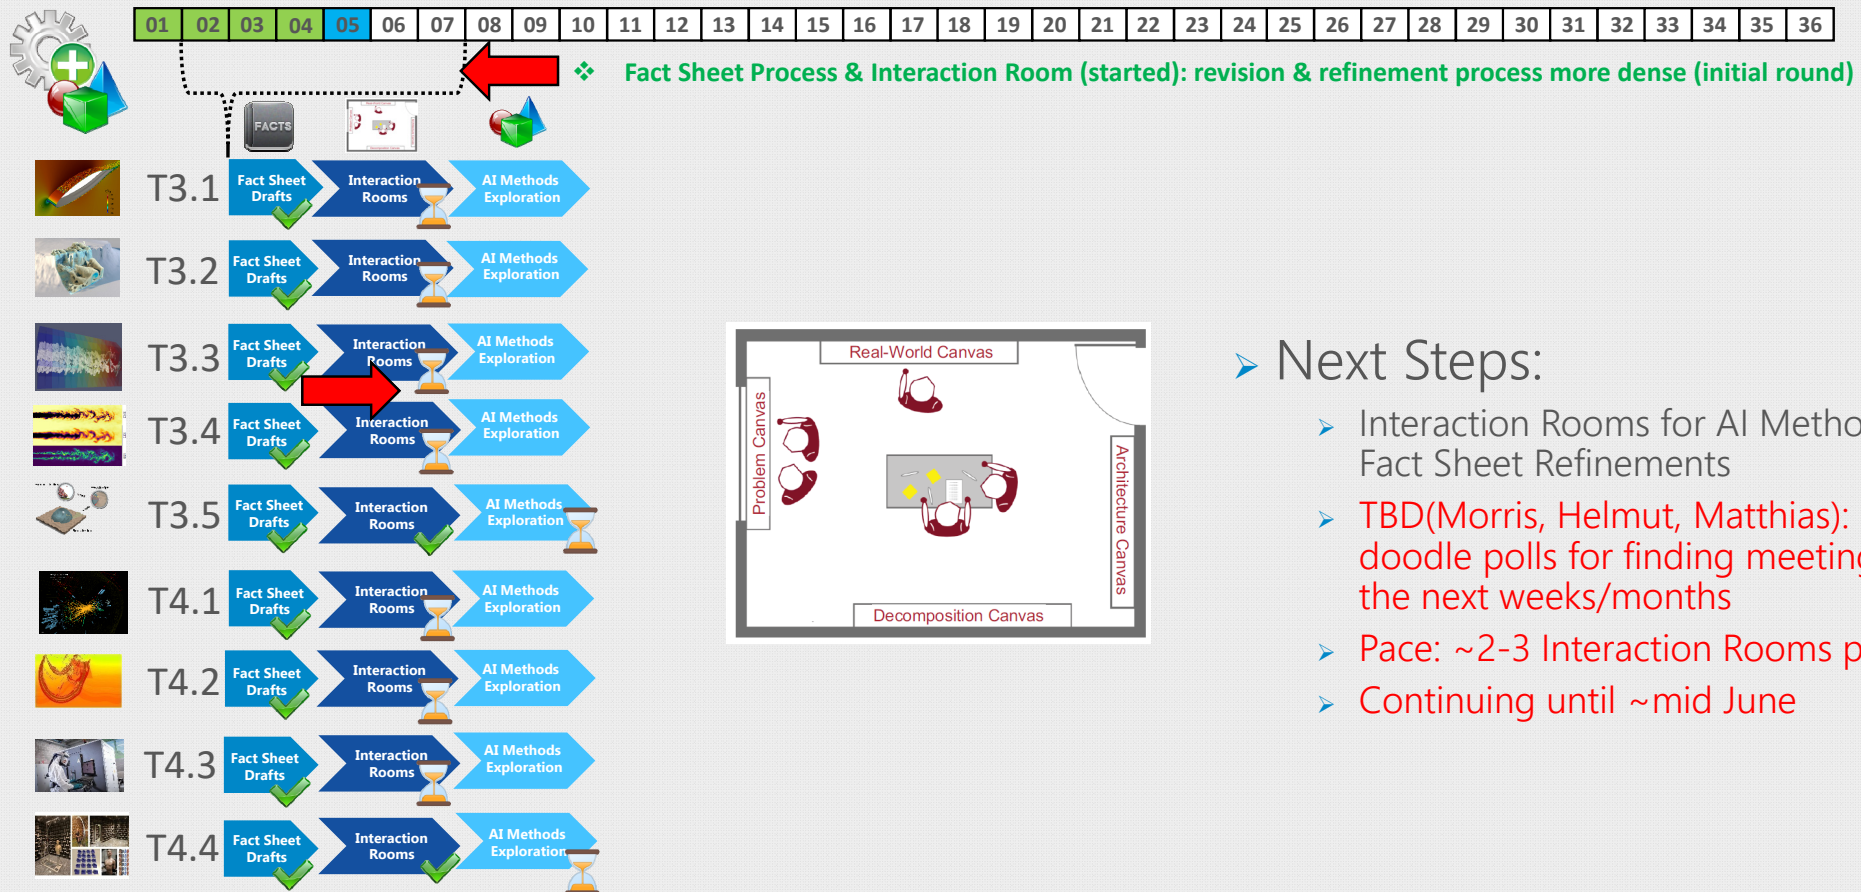 01 02 03 04 05 06 07 08 09 10 11 12 13 14 15 16 17 18 19 20 21 22 23 24 25 26 27 28 29 30 31 32 33 34 35 36
Fact Sheet Process & Interaction Room (started): revision & refinement process more dense (initial round)
FACTS
T3.1
Fact Sheet
Drafts
Interaction
Rooms
AI Methods
Exploration
T3.2
Fact Sheet
Drafts
Interaction
Rooms
AI Methods
Exploration
T3.3
Fact Sheet
Drafts
Interaction
Rooms
AI Methods
Exploration
T3.4
Fact Sheet
Drafts
Interaction
Rooms
AI Methods
Exploration
T3.5
Fact Sheet
Drafts
Interaction
Rooms
AI Methods
Exploration
T4.1
Fact Sheet
Drafts
Interaction
Rooms
AI Methods
Exploration
T4.2
Fact Sheet
Drafts
Interaction
Rooms
AI Methods
Exploration
T4.3
Fact Sheet
Drafts
Interaction
Rooms
AI Methods
Exploration
T4.4
Fact Sheet
Drafts
Interaction
Rooms
AI Methods
Exploration
Real-World Canvas
Problem Canvas
Architecture Canvas
Decomposition Canvas
Next Steps:
Interaction Rooms for AI Metho
Fact Sheet Refinements
TBD(Morris, Helmut, Matthias):
doodle polls for finding meeting
the next weeks/months
Pace: ~2-3 Interaction Rooms p
Continuing until ~mid June